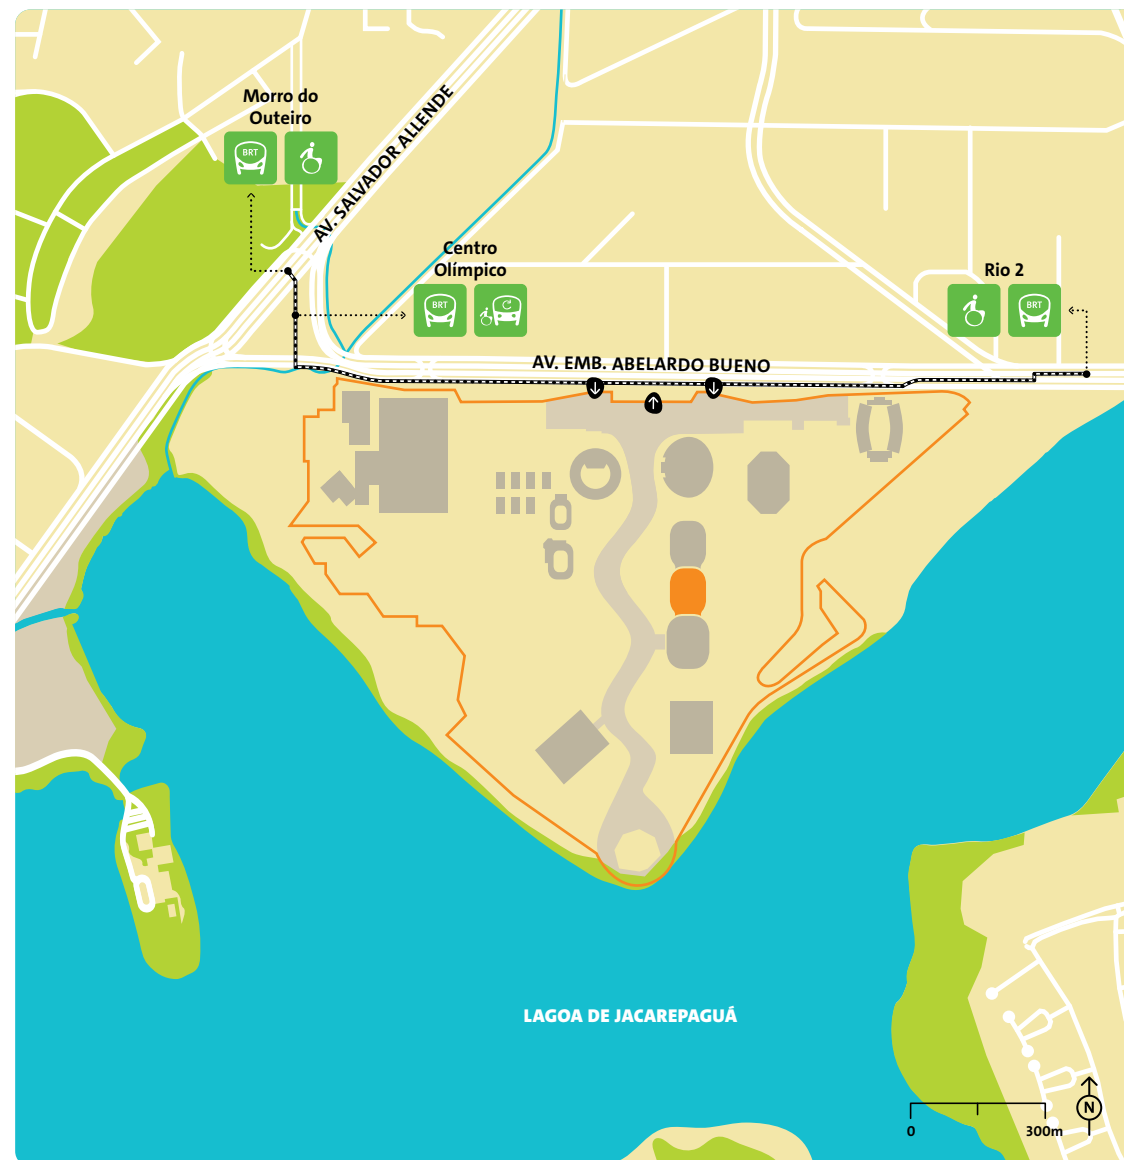 Morro do
Outeiro
BRT
AV. SALVADOR ALLENDE
Centro
Olímpico
BRT
Rio 2
BRT
AV. EMB. ABELARDO BUENO
LAGOA DE JACAREPAGUÁ
N
0
300m